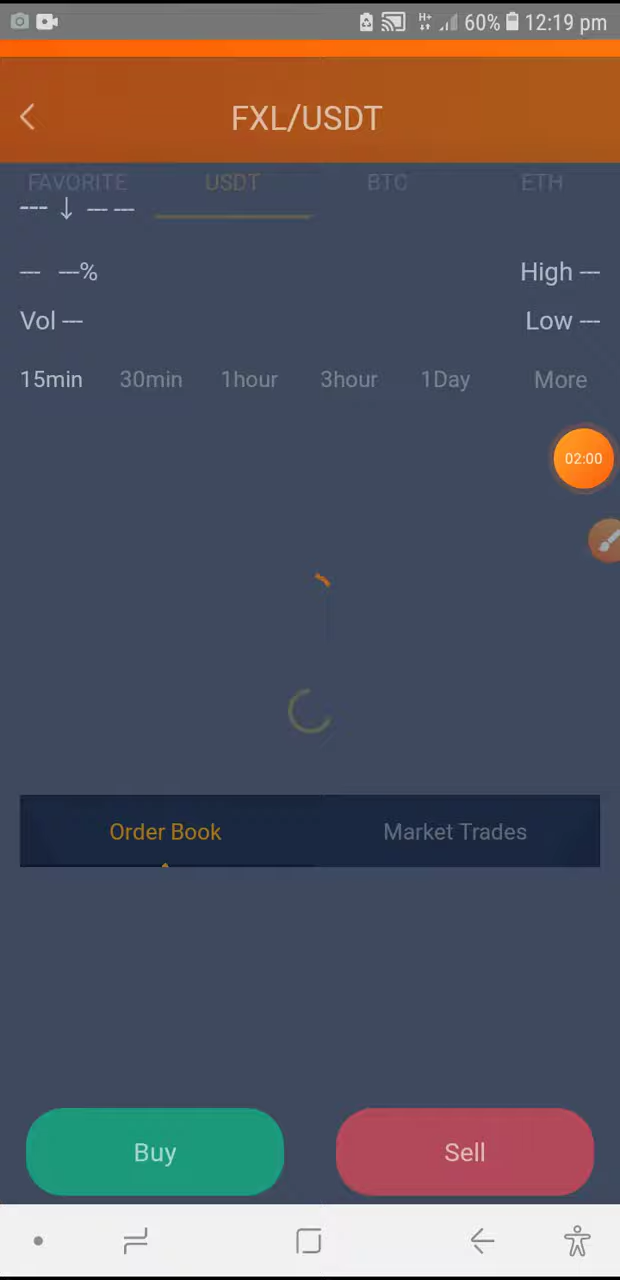 60% 12:19 pm
FXL/USDT
FAVORITE USDT BTC ETH
--- ↓ --- ---
--- ---% High ---
Vol --- Low ---
15min 30min 1hour 3hour 1Day More
02:00
Order Book Market Trades
Buy Sell